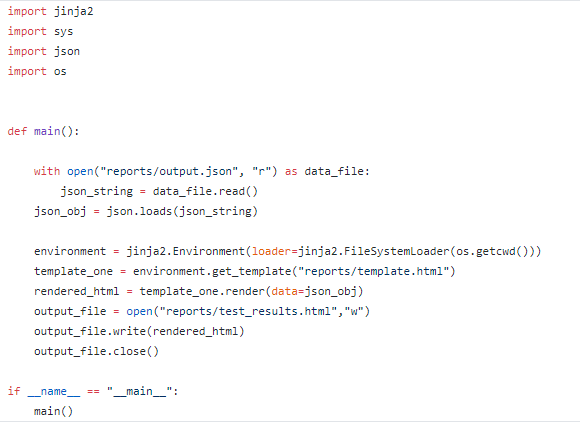 import jinja2
import sys
import json
import os
def main():
    with open("reports/output.json", "r") as data_file:
        json_string = data_file.read()
    json_obj = json.loads(json_string)
    environment = jinja2.Environment(loader=jinja2.FileSystemLoader(os.getcwd()))
    template_one = environment.get_template("reports/template.html")
    rendered_html = template_one.render(data=json_obj)
    output_file = open("reports/test_results.html","w")
    output_file.write(rendered_html)
    output_file.close()
if __name__ == "__main__":
    main()